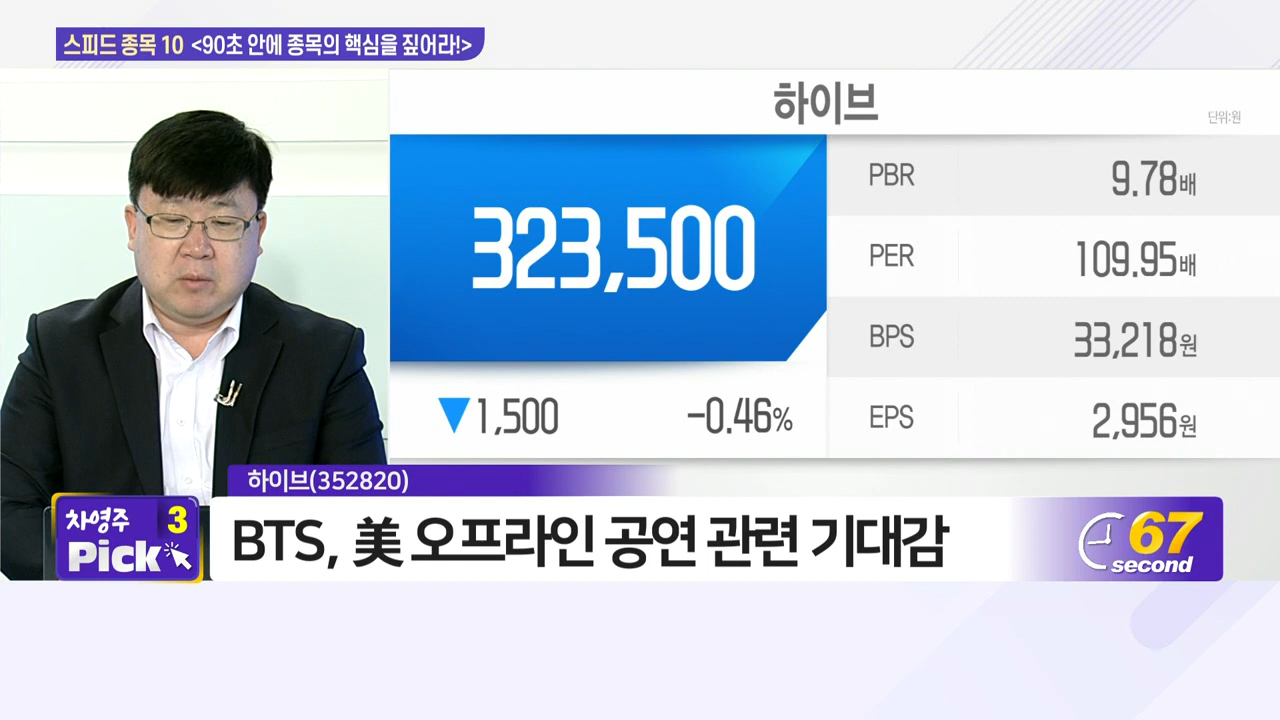 스피드 종목 10 <90초 안에 종목의 핵심을 짚어라!>
하이브
단위:원
323,500
▼1,500 -0.46%
PBR 9.78배
PER 109.95배
BPS 33,218원
EPS 2,956원
하이브(352820)
차영주 3
Pick
BTS, 美 오프라인 공연 관련 기대감
67
second